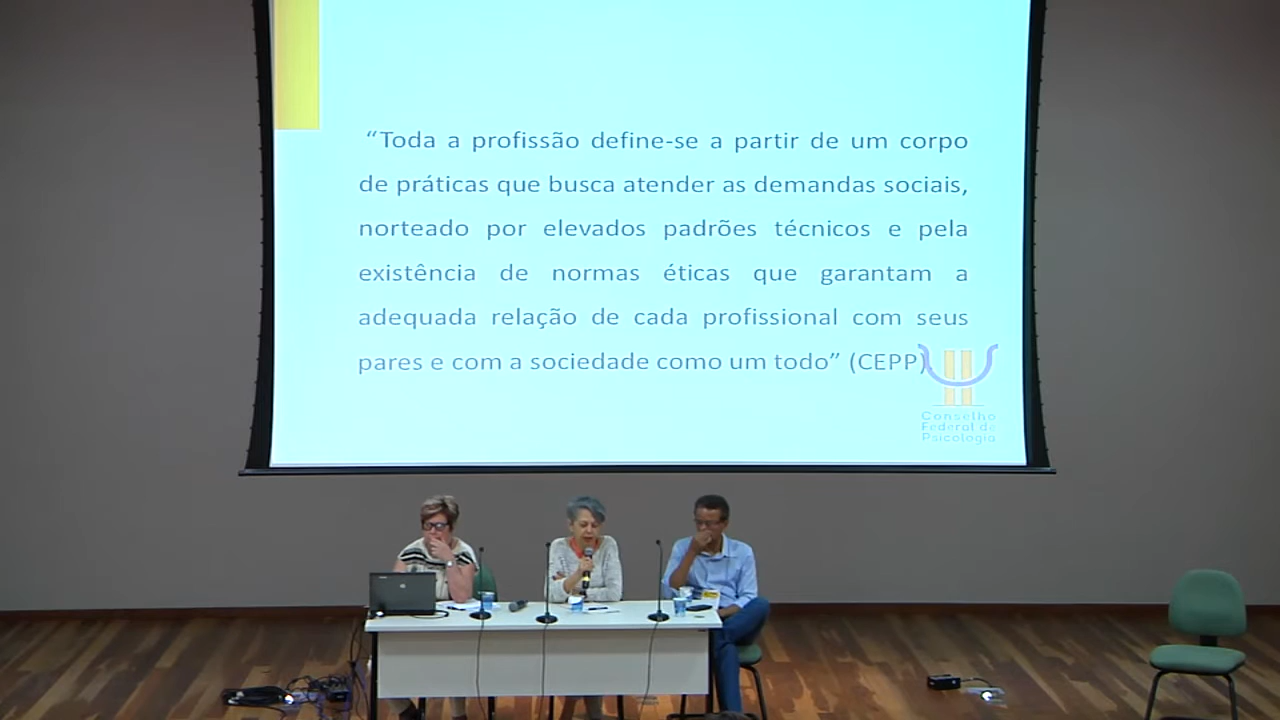 “Toda a profissão define-se a partir de um corpo
de práticas que busca atender as demandas sociais,
norteado por elevados padrões técnicos e pela
existência de normas éticas que garantam a
adequada relação de cada profissional com seus
pares e com a sociedade como um todo” (CEPP).
Conselho
Federal de
Psicologia